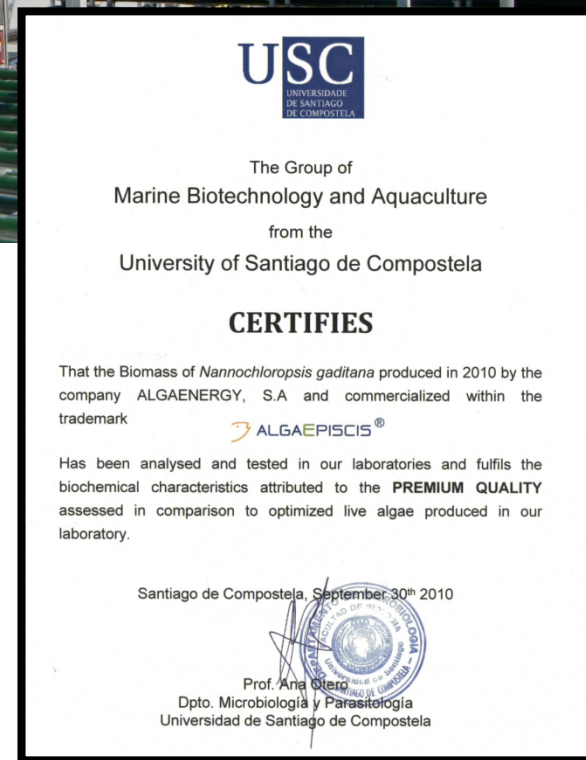 USC
UNIVERSIDADE
DE SANTIAGO
DE COMPOSTELA
The Group of
Marine Biotechnology and Aquaculture
from the
University of Santiago de Compostela
CERTIFIES
That the Biomass of Nannochloropsis gaditana produced in 2010 by the
company ALGAENERGY, S.A and commercialized within the
trademark
ALGAEPISCIS®
Has been analysed and tested in our laboratories and fulfils the
biochemical characteristics attributed to the PREMIUM QUALITY
assessed in comparison to optimized live algae produced in our
laboratory.
Santiago de Compostela, September 30th 2010
Prof. Ana Otero
Dpto. Microbiología y Parasitología
Universidad de Santiago de Compostela